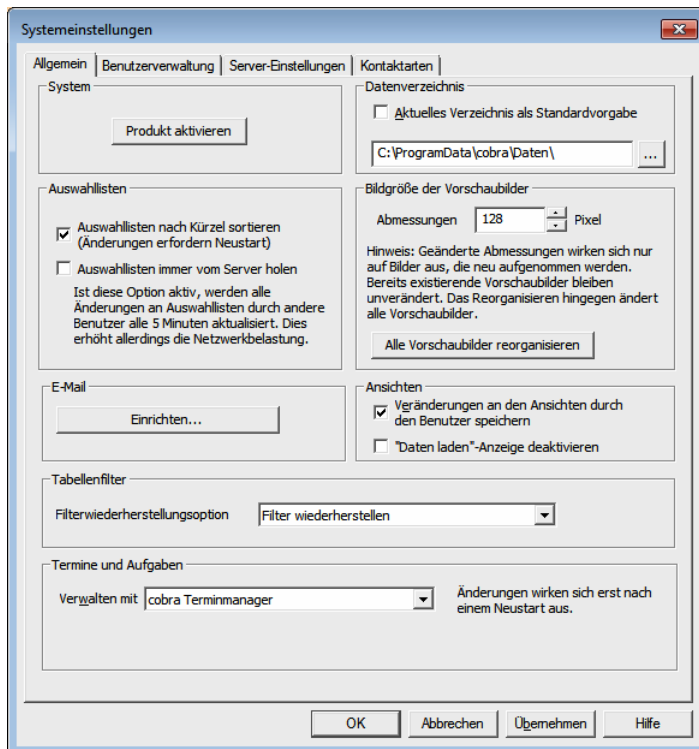 Systemeinstellungen
Allgemein
Benutzerverwaltung
Server-Einstellungen
Kontaktarten
System
Produkt aktivieren
Datenverzeichnis
Aktuelles Verzeichnis als Standardvorgabe
C:\ProgramData\cobra\Daten\
...
Auswahllisten
Auswahllisten nach Kürzel sortieren
(Änderungen erfordern Neustart)
Auswahllisten immer vom Server holen
Ist diese Option aktiv, werden alle
Änderungen an Auswahllisten durch andere
Benutzer alle 5 Minuten aktualisiert. Dies
erhöht allerdings die Netzwerkbelastung.
Bildgröße der Vorschaubilder
Abmessungen
128
Pixel
Hinweis: Geänderte Abmessungen wirken sich nur
auf Bilder aus, die neu aufgenommen werden.
Bereits existierende Vorschaubilder bleiben
unverändert. Das Reorganisieren hingegen ändert
alle Vorschaubilder.
Alle Vorschaubilder reorganisieren
E-Mail
Einrichten...
Ansichten
Veränderungen an den Ansichten durch
den Benutzer speichern
"Daten laden"-Anzeige deaktivieren
Tabellenfilter
Filterwiederherstellungsoption
Filter wiederherstellen
Termine und Aufgaben
Verwalten mit
cobra Terminmanager
Änderungen wirken sich erst nach
einem Neustart aus.
OK
Abbrechen
Übernehmen
Hilfe